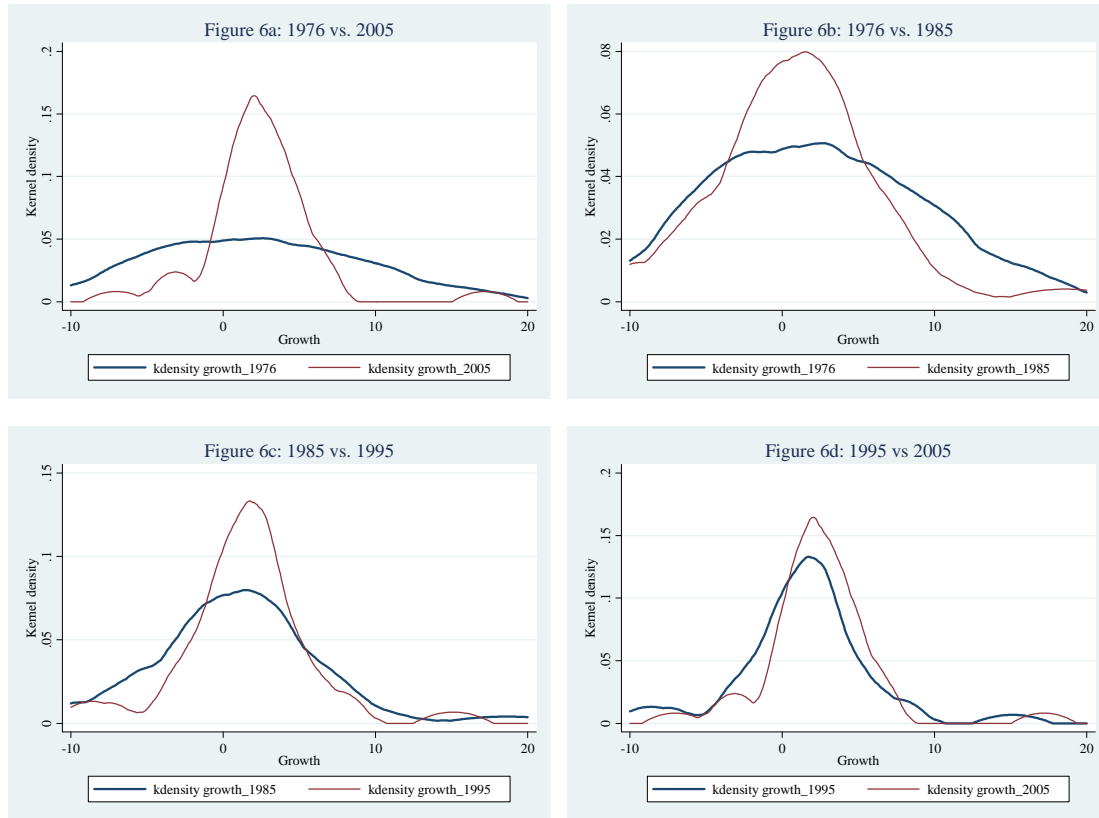 Figure 6a: 1976 vs. 2005
Kernel density
.2
.15
.1
.05
0
-10 0 10 20
Growth
kdensity growth_1976 kdensity growth_2005
Figure 6b: 1976 vs. 1985
Kernel density
.08
.06
.04
.02
0
-10 0 10 20
Growth
kdensity growth_1976 kdensity growth_1985
Figure 6c: 1985 vs. 1995
Kernel density
.15
.1
.05
0
-10 0 10 20
Growth
kdensity growth_1985 kdensity growth_1995
Figure 6d: 1995 vs 2005
Kernel density
.2
.15
.1
.05
0
-10 0 10 20
Growth
kdensity growth_1995 kdensity growth_2005